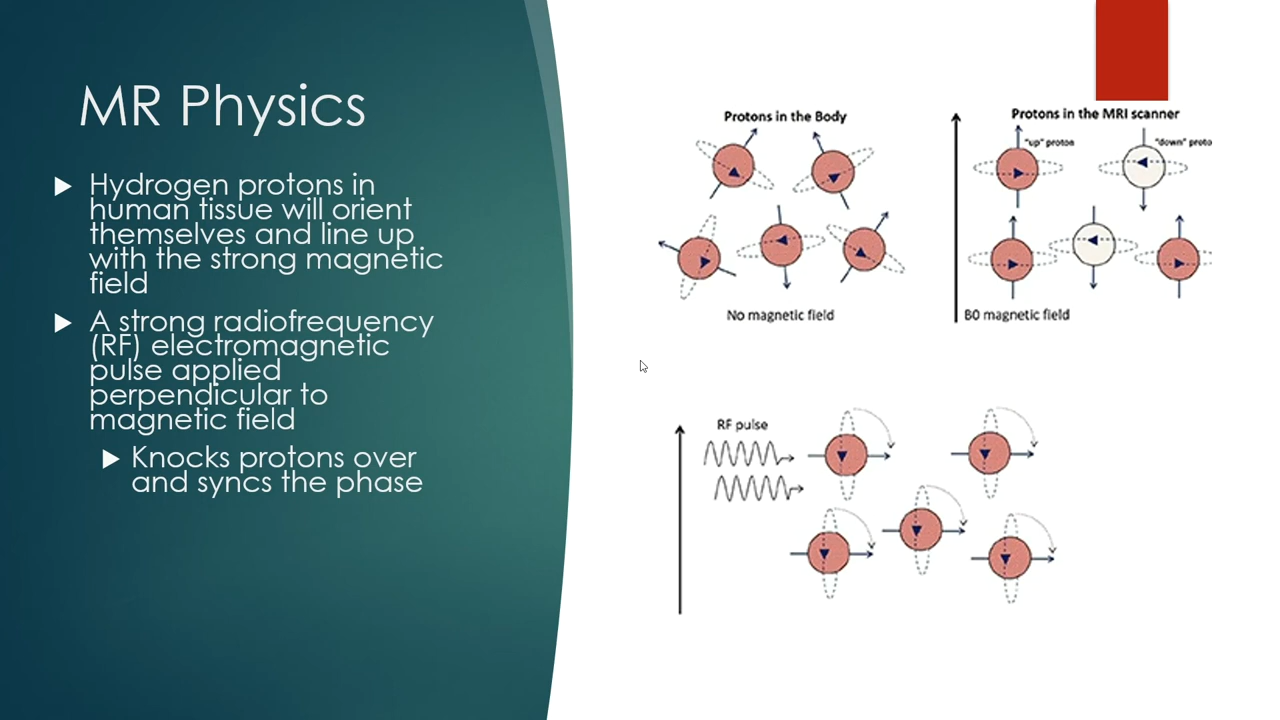 MR Physics
Hydrogen protons in
human tissue will orient
themselves and line up
with the strong magnetic
field
A strong radiofrequency
(RF) electromagnetic
pulse applied
perpendicular to
magnetic field
Knocks protons over
and syncs the phase
Protons in the Body
No magnetic field
Protons in the MRI scanner
"up" proton
"down" proto
B0 magnetic field
RF pulse